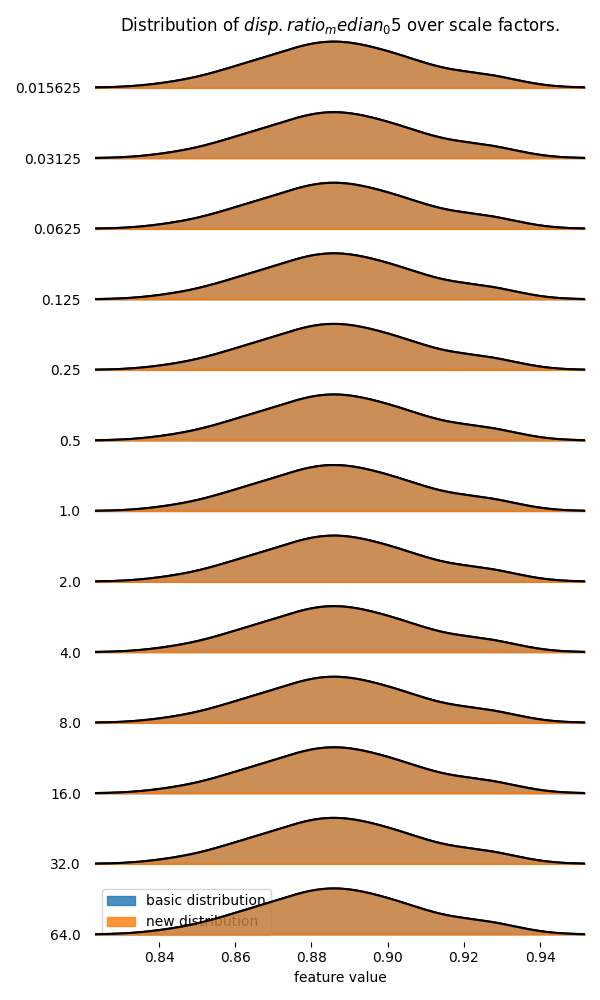 Distribution of disp. ratio_median_05 over scale factors.
0.015625
0.03125
0.0625
0.125
0.25
0.5
1.0
2.0
4.0
8.0
16.0
32.0
basic distribution
new distribution
64.0
0.84 0.86 0.88 0.90 0.92 0.94
feature value